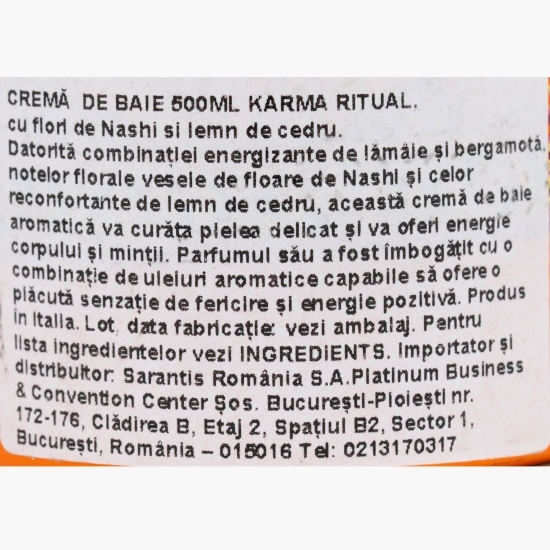 CREMĂ DE BAIE 500ML KARMA RITUAL,
cu flori de Nashi si lemn de cedru.
Datorită combinației energizante de lămâie și bergamotă,
notelor florale vesele de floare de Nashi și celor
reconfortante de lemn de cedru, această cremă de baie
aromatică va curăța pielea delicat și va oferi energie
corpului și minții. Parfumul său a fost îmbogățit cu o
combinație de uleiuri aromatice capabile să ofere o
plăcută senzație de fericire și energie pozitivă. Produs
in Italia. Lot, data fabricație: vezi ambalaj. Pentru
lista ingredientelor vezi INGREDIENTS. Importator și
distribuitor: Sarantis România S.A.Platinum Business
& Convention Center Șos. București-Ploiești nr.
172-176, Clădirea B, Etaj 2, Spațiul B2, Sector 1,
București, România – 015016 Tel: 0213170317